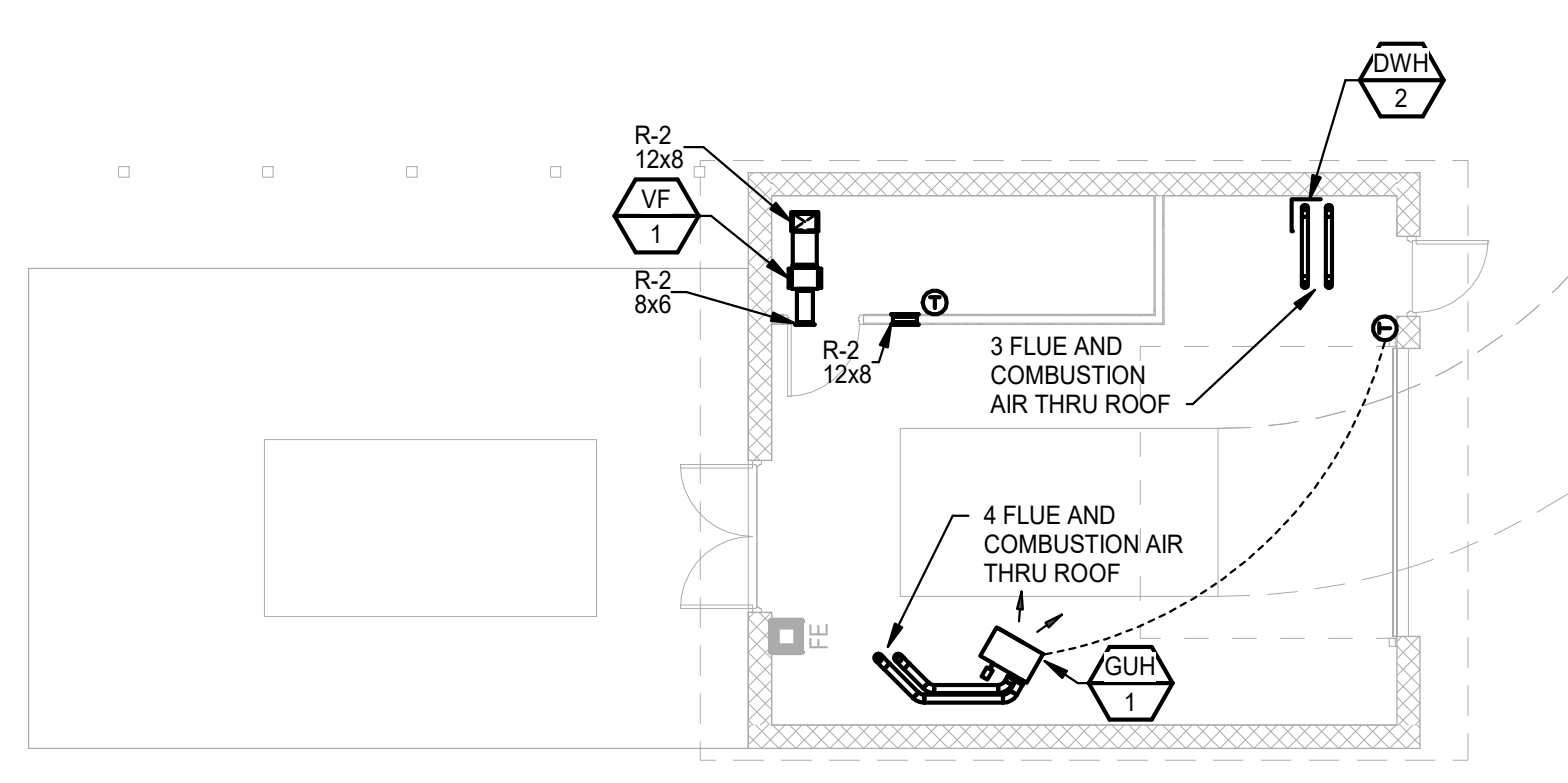 DWH
2
R-2
12x8
VF
1
R-2
8x6
T
R-2
12x8
3 FLUE AND
COMBUSTION
AIR THRU ROOF
T
4 FLUE AND
COMBUSTION AIR
THRU ROOF
FE
GUH
1